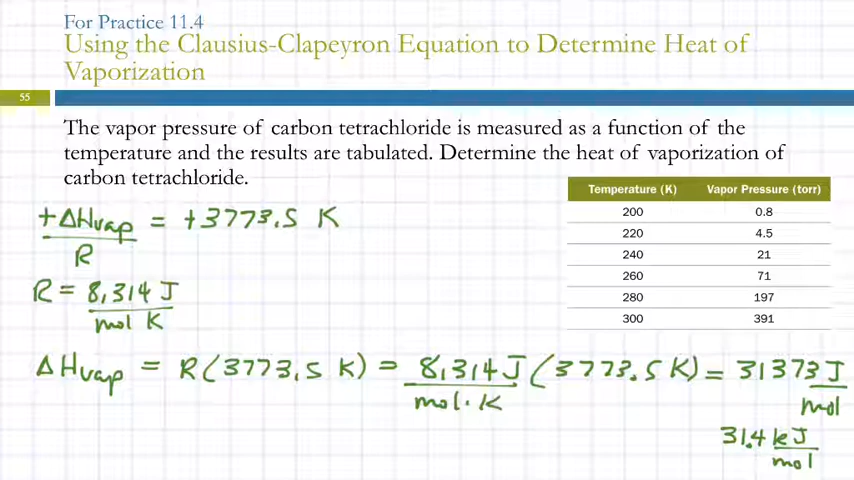 For Practice 11.4
Using the Clausius-Clapeyron Equation to Determine Heat of
Vaporization
55
The vapor pressure of carbon tetrachloride is measured as a function of the
temperature and the results are tabulated. Determine the heat of vaporization of
carbon tetrachloride.
Temperature (K) Vapor Pressure (torr)
200 0.8
220 4.5
240 21
260 71
280 197
300 391
+ΔHvap/R = +3773.5 K
R = 8.314 J/mol K
ΔHvap = R(3773.5 K) = 8.314 J/mol·K (3773.5 K) = 31373 J/mol
31.4 kJ/mol